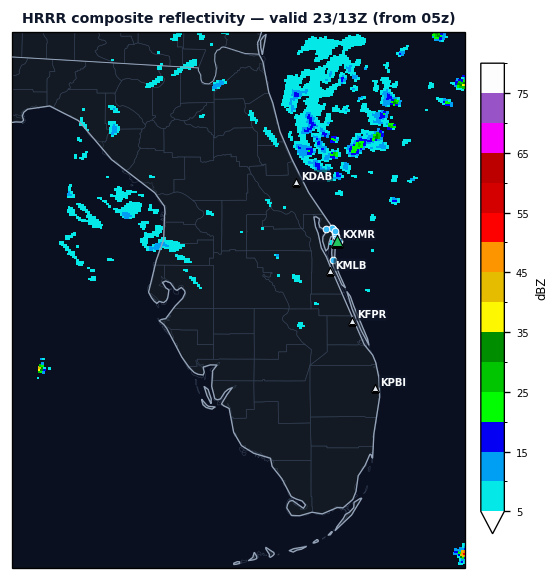 HRRR composite reflectivity — valid 23/13Z (from 05z)
KDAB
KXMR
KMLB
KFPR
KPBI
75
65
55
45
35
25
15
5
dBZ